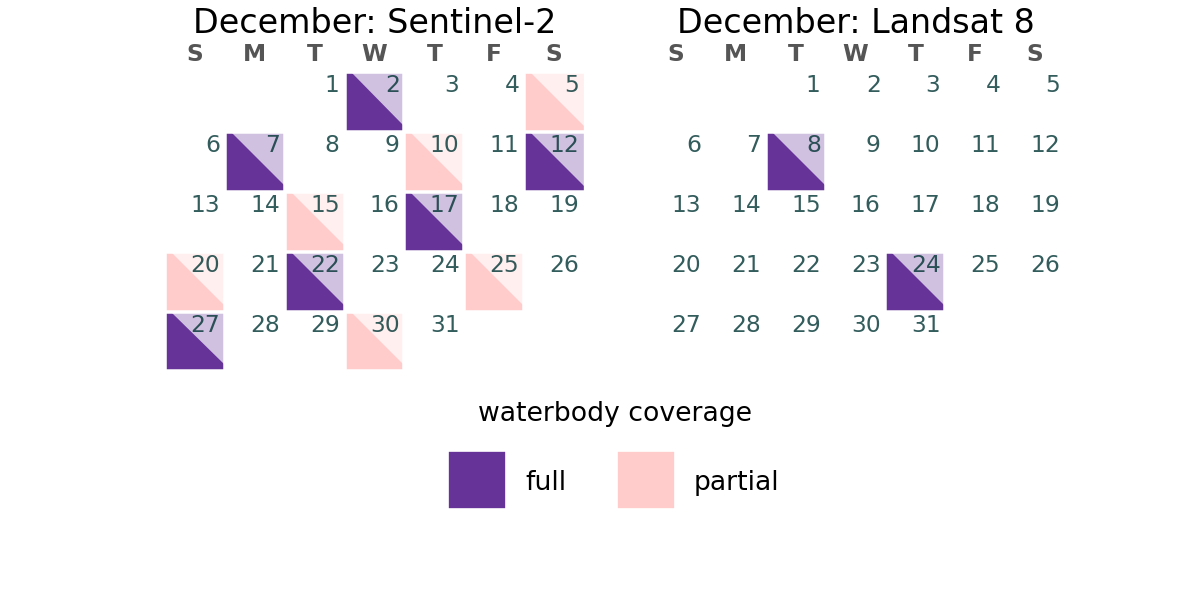 December: Sentinel-2
S M T W T F S
1 2 3 4 5
6 7 8 9 10 11 12
13 14 15 16 17 18 19
20 21 22 23 24 25 26
27 28 29 30 31
December: Landsat 8
S M T W T F S
1 2 3 4 5
6 7 8 9 10 11 12
13 14 15 16 17 18 19
20 21 22 23 24 25 26
27 28 29 30 31
waterbody coverage
full
partial